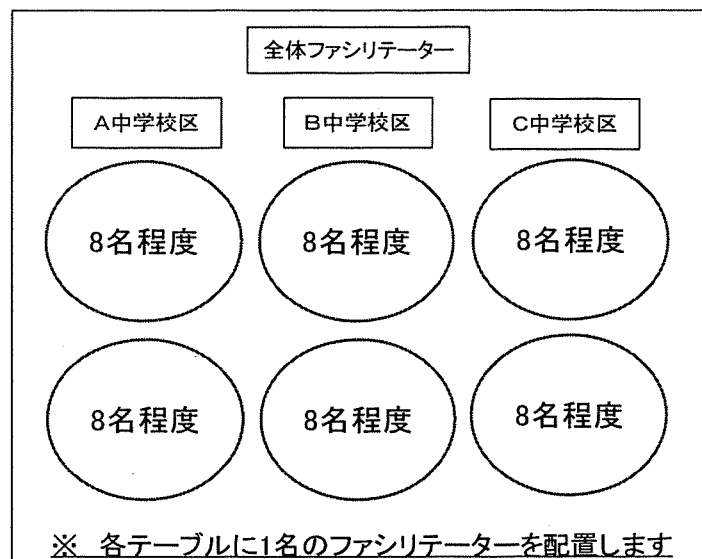 全体ファシリテーター
A中学校区 B中学校区 C中学校区
8名程度 8名程度 8名程度
8名程度 8名程度 8名程度
※ 各テーブルに1名のファシリテーターを配置します